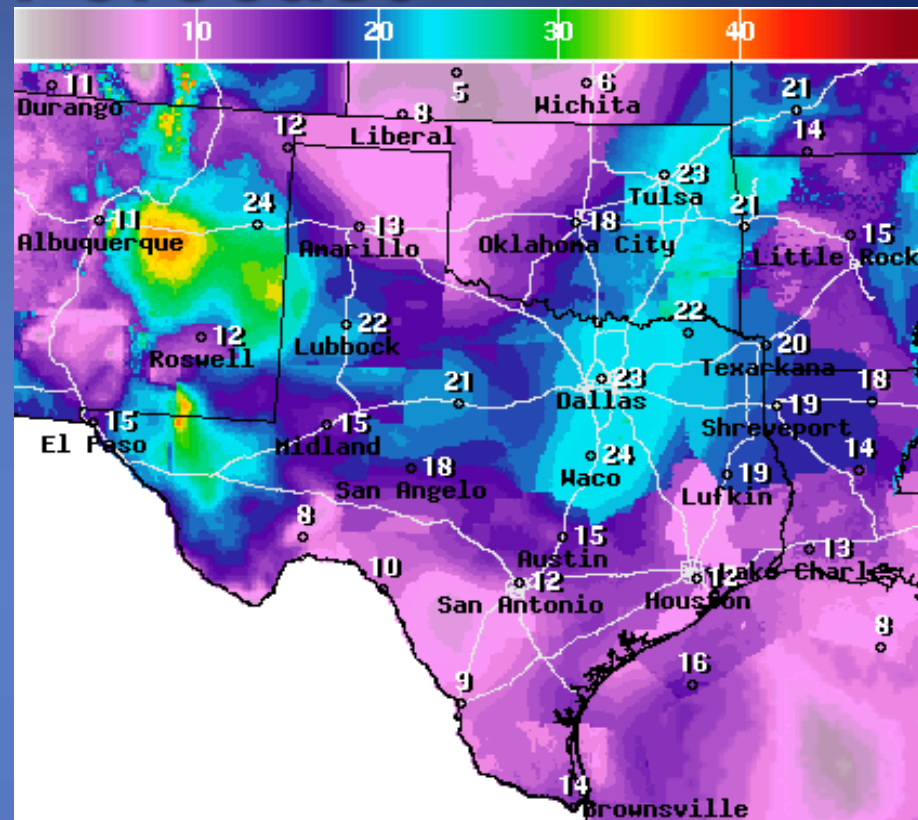 10 20 30 40
11 5 6 21
Durango Wichita
8
Liberal
12 14
23
Tulsa
11 24 13 18 21 15
Albuquerque Amarillo Oklahoma City Little Rock
12 22 22 20
Roswell Lubbock Texarkana
21 23 18
Dallas
15 15 19
El Paso Midland Shreveport
18 24 19 14
San Angelo Waco Lufkin
8 15 13
Austin
10 12 12 Lake Charles
San Antonio Houston
8
9 16
14
Brownsville